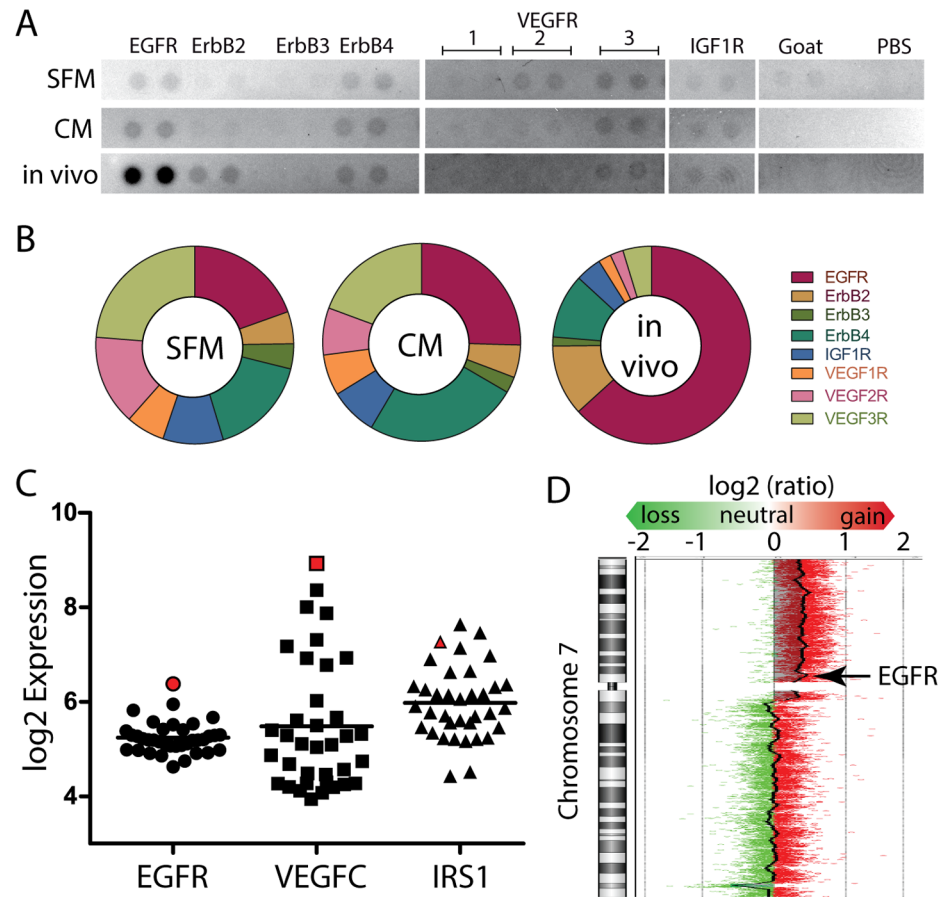 A
VEGFR
EGFR ErbB2 ErbB3 ErbB4 1 2 3 IGF1R Goat PBS
SFM
CM
in vivo
B
SFM
CM
in vivo
EGFR
ErbB2
ErbB3
ErbB4
IGF1R
VEGF1R
VEGF2R
VEGF3R
C
log2 Expression
10
8
6
4
EGFR VEGFC IRS1
D
log2 (ratio)
loss neutral gain
-2 -1 0 1 2
Chromosome 7
EGFR